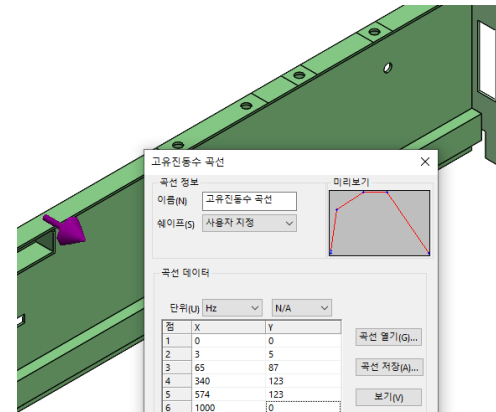 고유진동수 곡선
곡선 정보
이름(N) 고유진동수 곡선
쉐이프(S) 사용자 지정
미리보기
곡선 데이터
단위(U) Hz N/A
점 X Y
1 0 0
2 3 5
3 65 87
4 340 123
5 574 123
6 1000 0
곡선 열기(G)...
곡선 저장(A)...
보기(V)